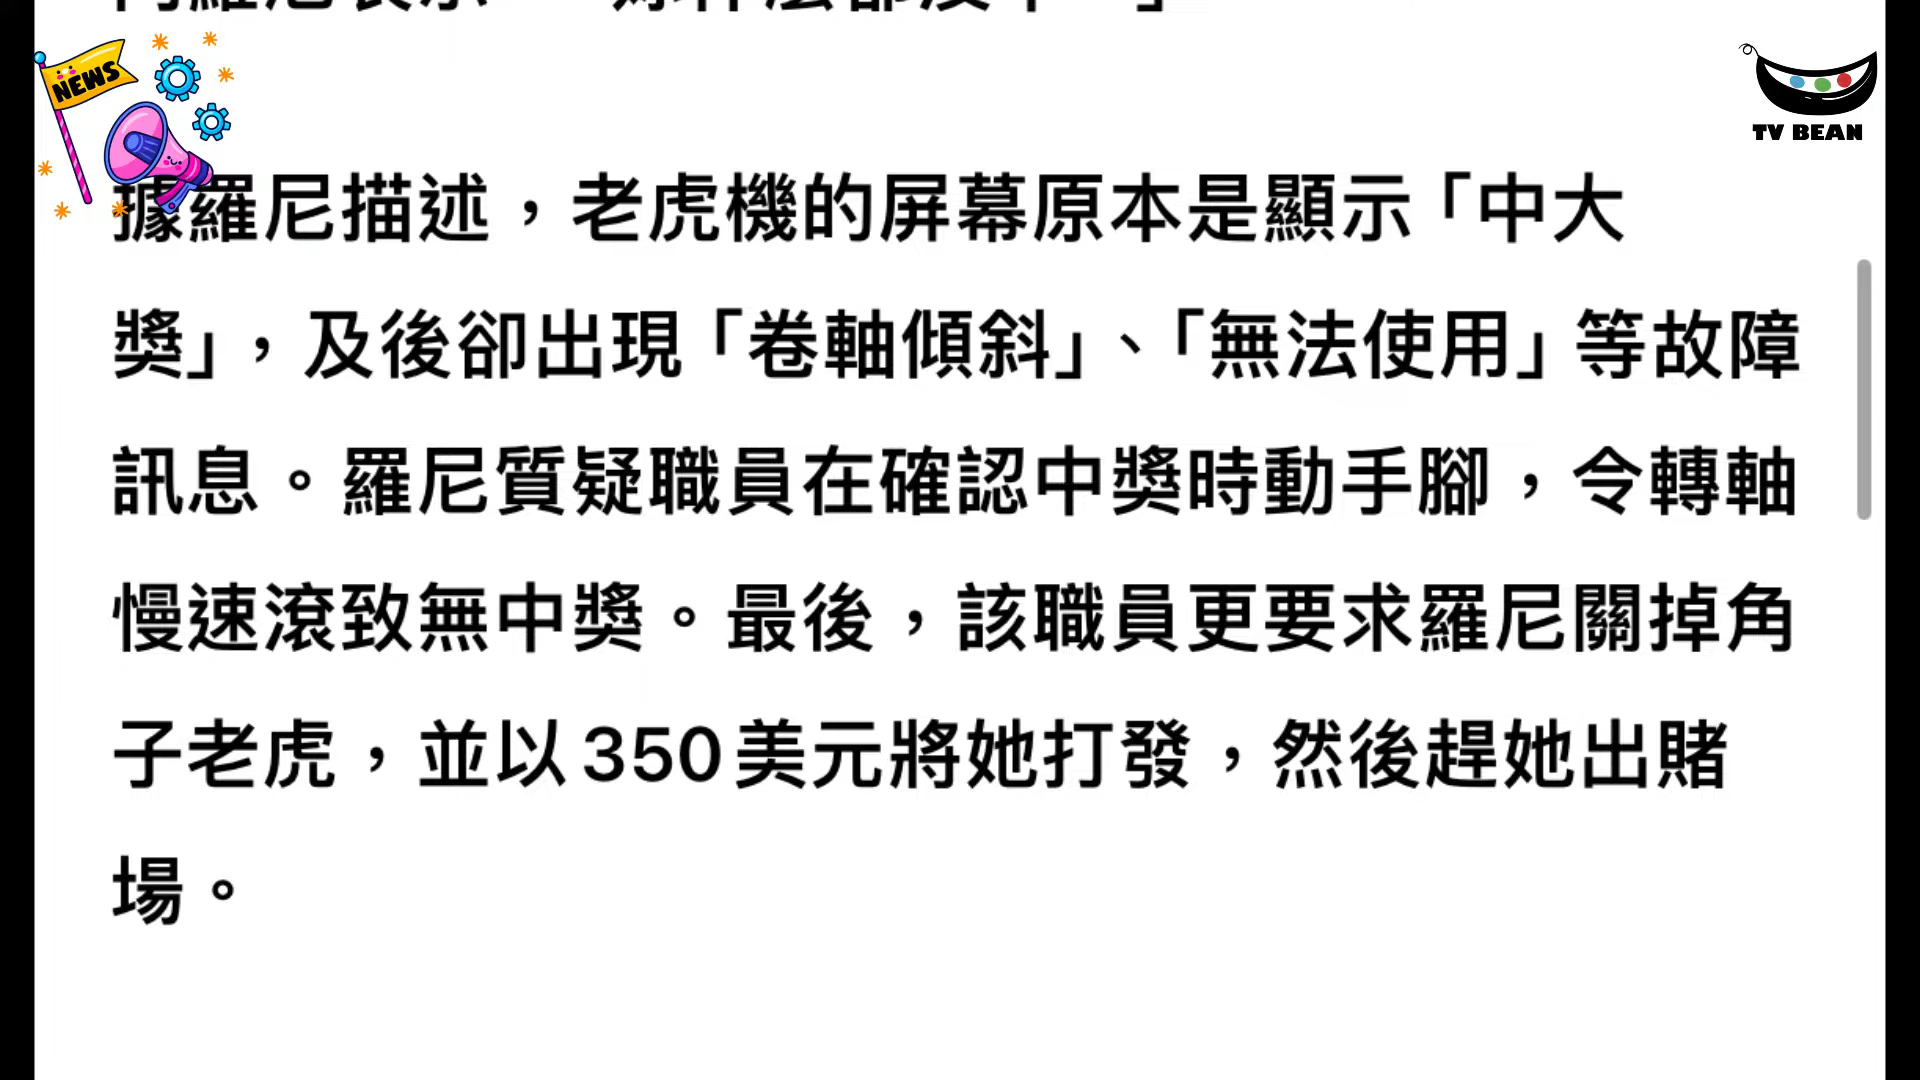 NEWS
TV BEAN
據羅尼描述，老虎機的屏幕原本是顯示「中大
獎」，及後卻出現「卷軸傾斜」、「無法使用」等故障
訊息。羅尼質疑職員在確認中獎時動手腳，令轉軸
慢速滾致無中獎。最後，該職員更要求羅尼關掉角
子老虎，並以350美元將她打發，然後趕她出賭
場。